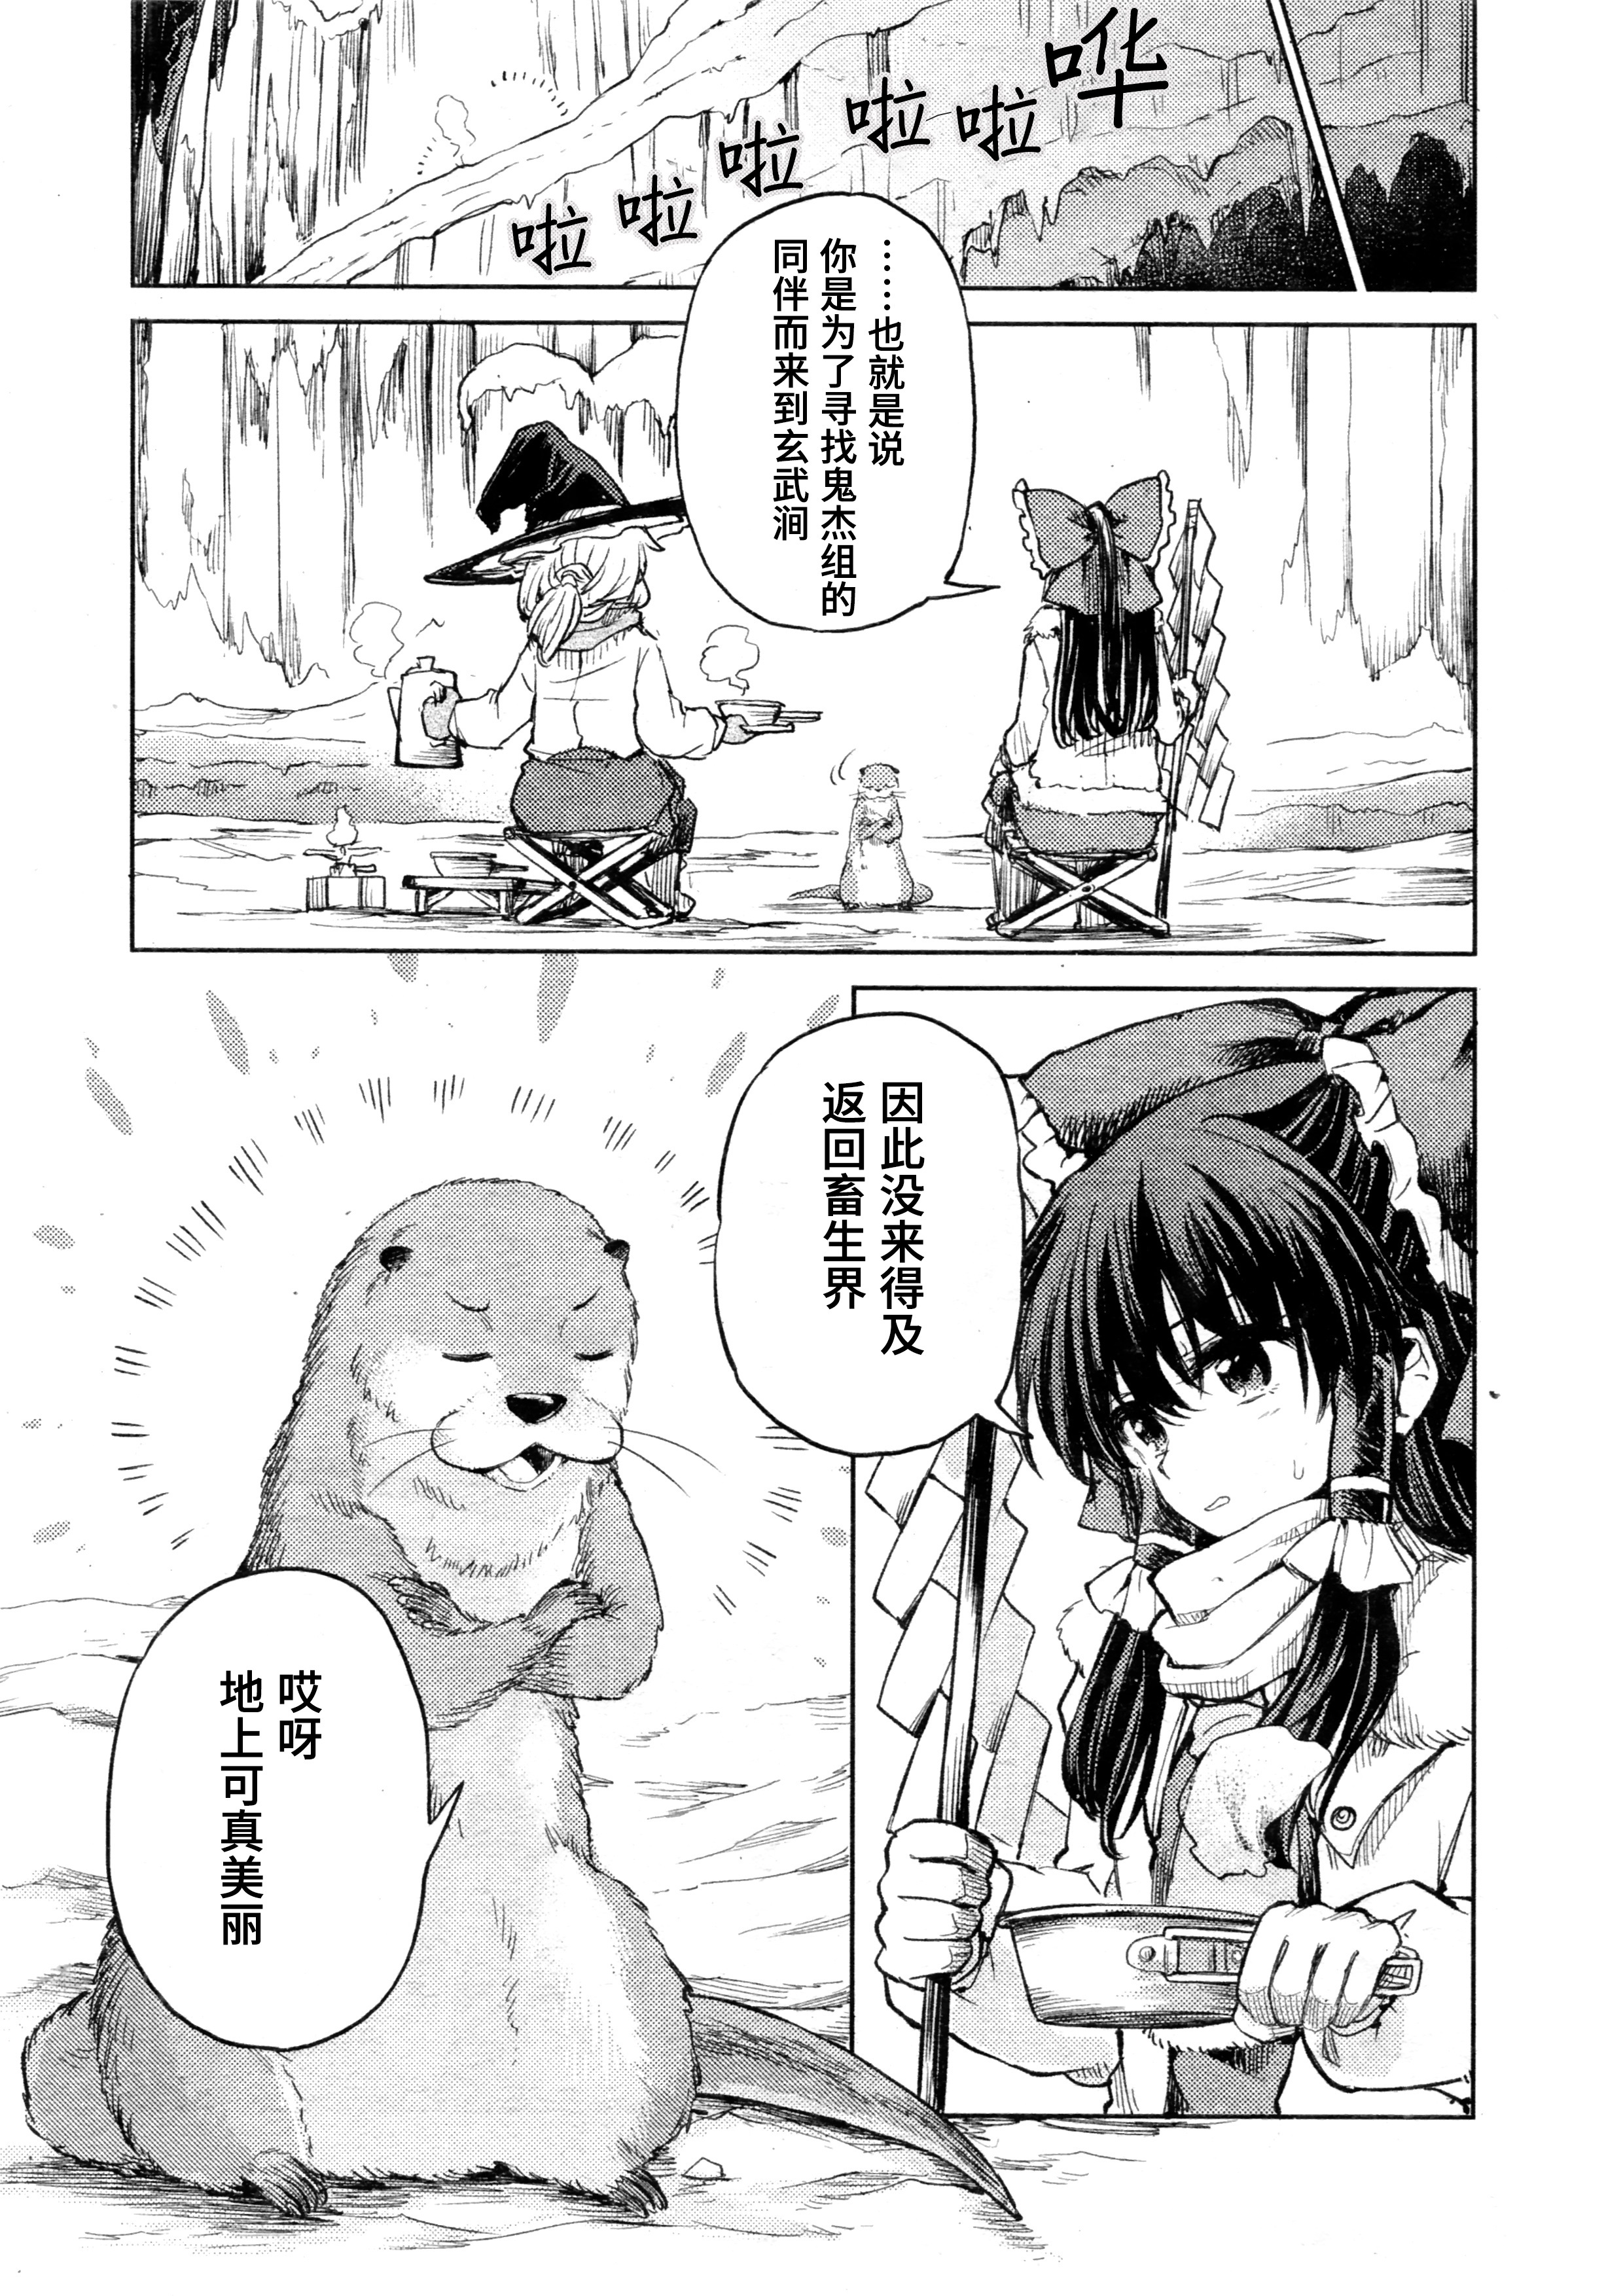 哗
啦
啦
啦
啦
啦
……也就是说
你是为了寻找鬼杰组的
同伴而来到玄武涧
因此没来得及
返回畜生界
哎呀
地上可真美丽